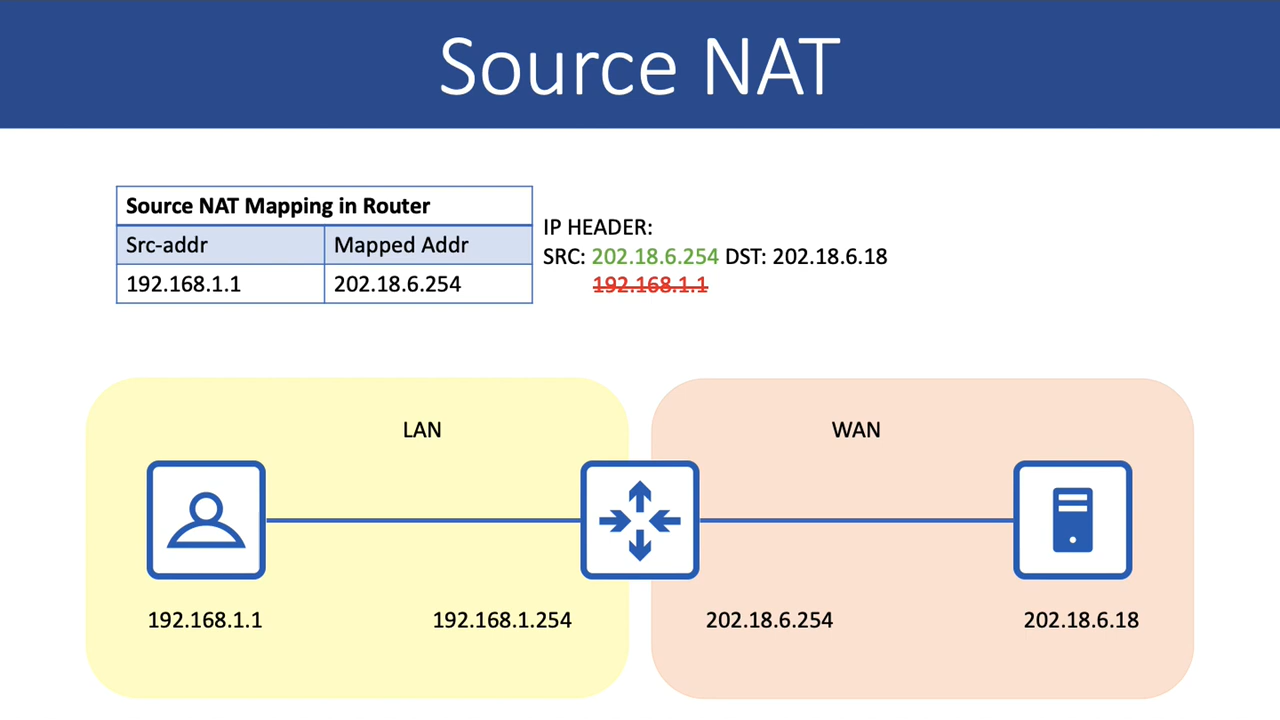 Source NAT
Source NAT Mapping in Router
Src-addr Mapped Addr
192.168.1.1 202.18.6.254
IP HEADER:
SRC: 202.18.6.254 DST: 202.18.6.18
192.168.1.1
LAN
WAN
192.168.1.1
192.168.1.254
202.18.6.254
202.18.6.18